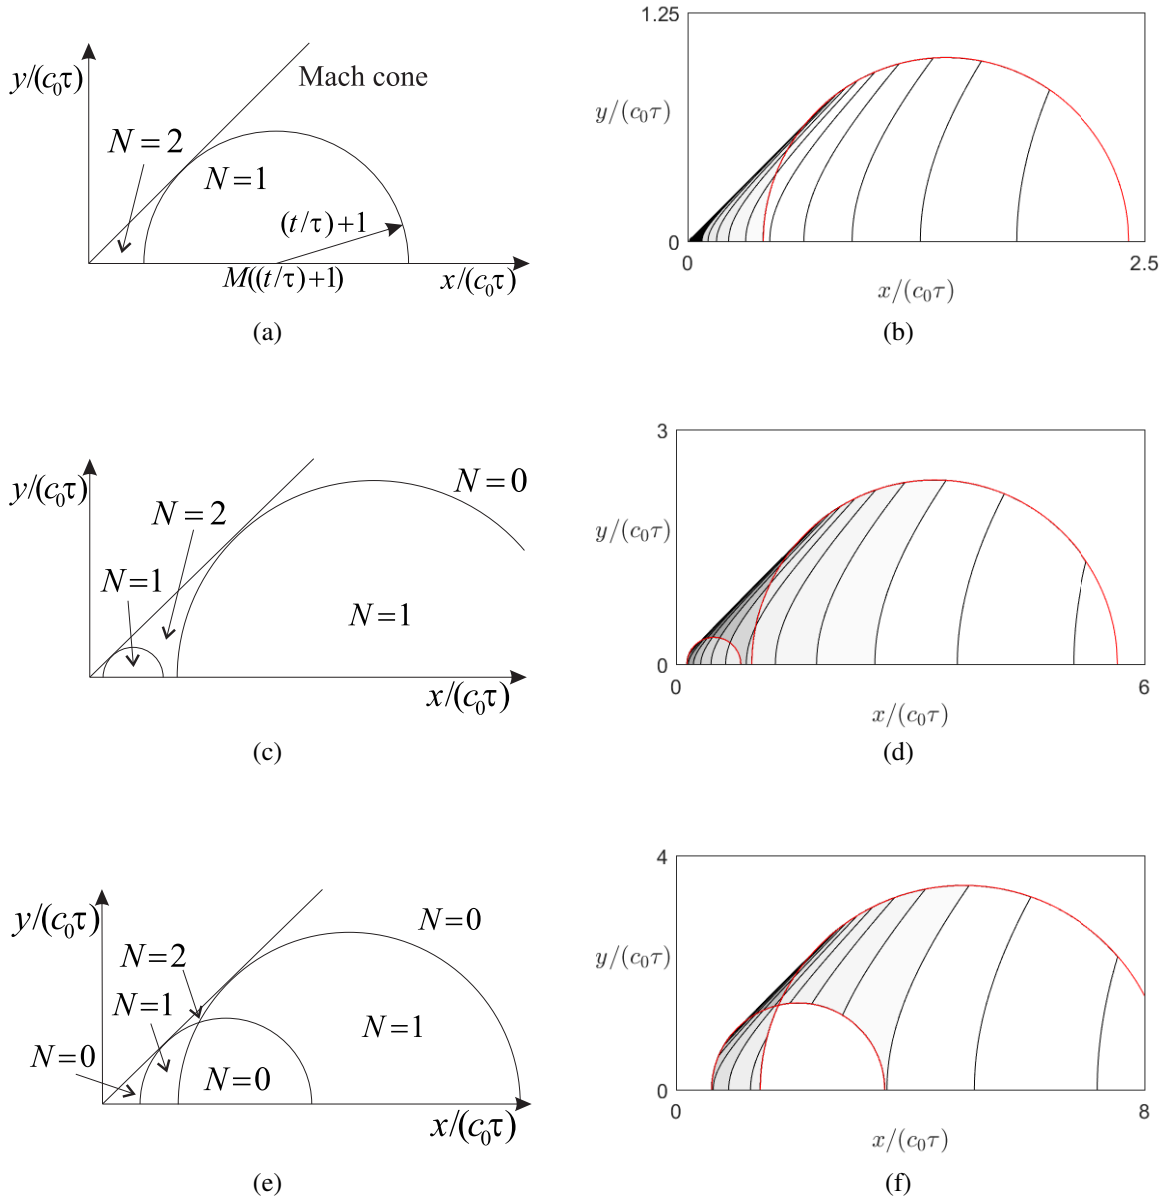 y/(c₀τ)
Mach cone
N=2
N=1
(t/τ)+1
M((t/τ)+1)
x/(c₀τ)
(a)
1.25
y/(c₀τ)
0
0
2.5
x/(c₀τ)
(b)
y/(c₀τ)
N=0
N=2
N=1
N=1
x/(c₀τ)
(c)
3
y/(c₀τ)
0
0
6
x/(c₀τ)
(d)
y/(c₀τ)
N=0
N=2
N=1
N=1
N=0
N=0
x/(c₀τ)
(e)
4
y/(c₀τ)
0
0
8
x/(c₀τ)
(f)